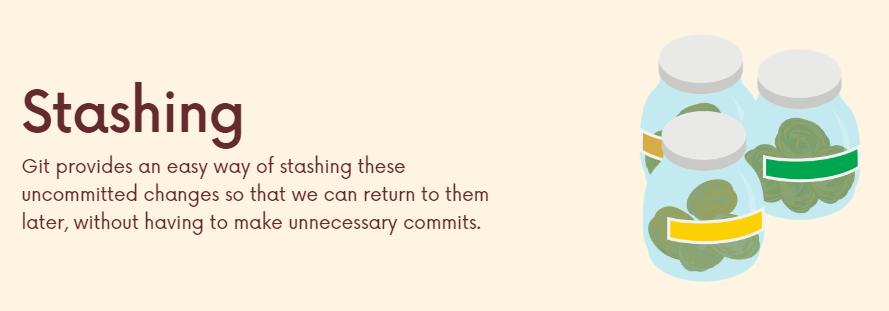 Stashing
Git provides an easy way of stashing these
uncommitted changes so that we can return to them
later, without having to make unnecessary commits.